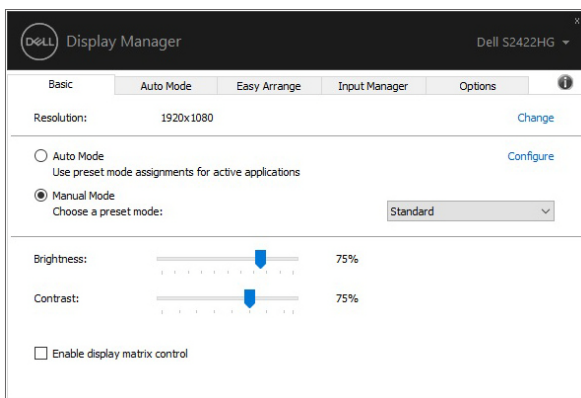 DELL Display Manager Dell S2422HG
x
Basic Auto Mode Easy Arrange Input Manager Options i
Resolution: 1920x1080 Change
Auto Mode Configure
Use preset mode assignments for active applications
Manual Mode
Choose a preset mode: Standard
Brightness: 75%
Contrast: 75%
Enable display matrix control